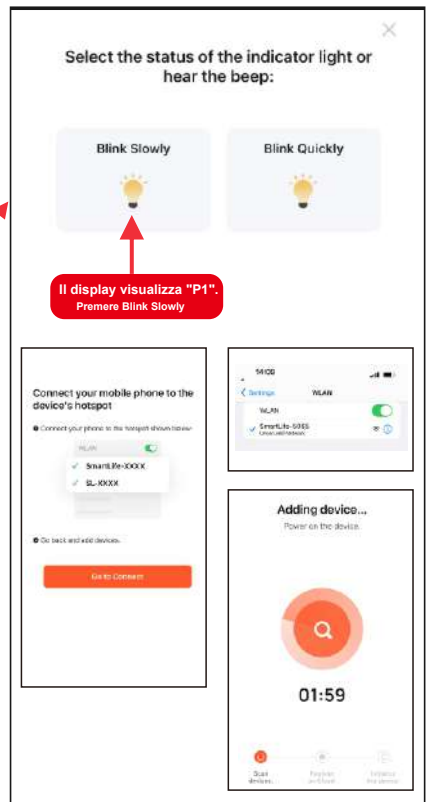 Select the status of the indicator light or
hear the beep:
Blink Slowly
Blink Quickly
Il display visualizza "P1".
Premere Blink Slowly
Connect your mobile phone to the
device's hotspot
Connect your phone to the hotspot shown below:
WLAN
SmartLife-XXXX
SL-XXXX
Go back and add devices.
Go to Connect
Settings
WLAN
WLAN
Adding device...
Power on the device.
01:59
Scan
devices.